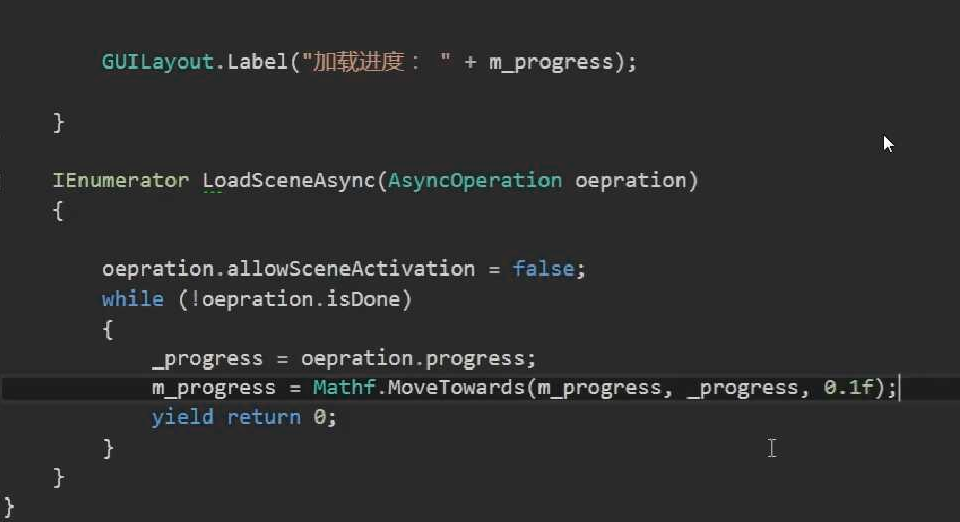 GUILayout.Label("加载进度： " + m_progress);
}
IEnumerator LoadSceneAsync(AsyncOperation oepration)
{
oepration.allowSceneActivation = false;
while (!oepration.isDone)
{
_progress = oepration.progress;
m_progress = Mathf.MoveTowards(m_progress, _progress, 0.1f);
yield return 0;
}
}
}